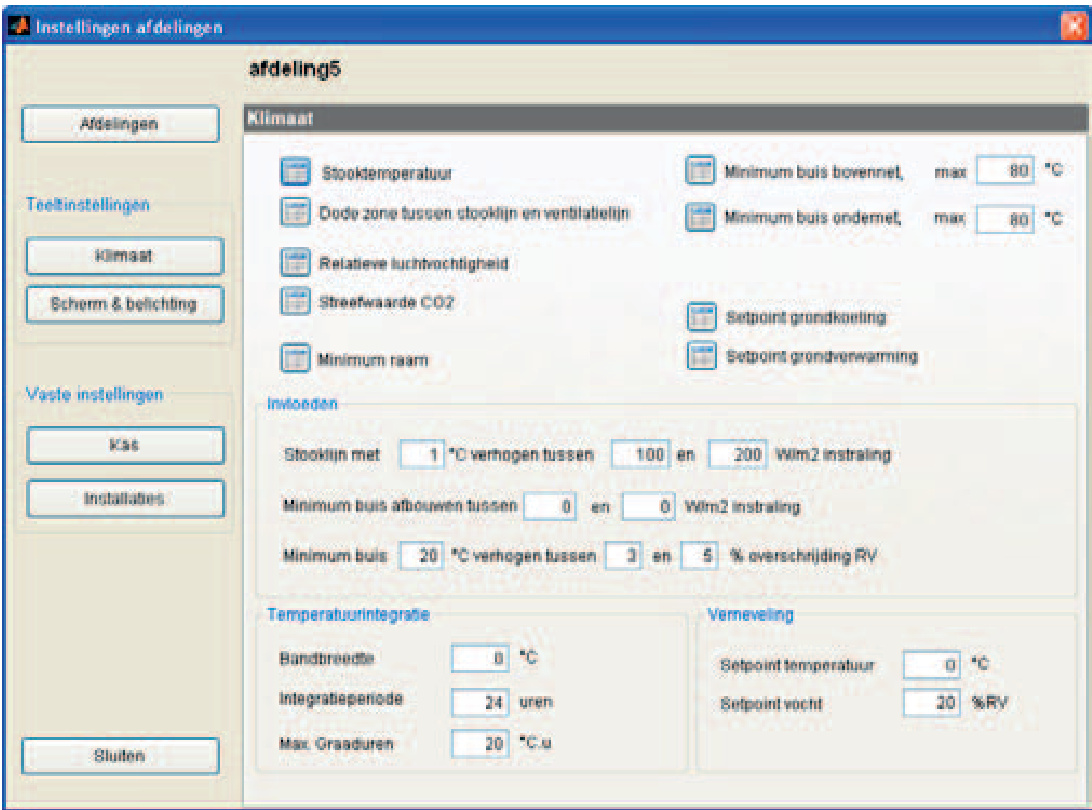 Instellingen afdelingen
afdeling5
Afdelingen
Teeltinstellingen
Klimaat
Scherm & belichting
Vaste instellingen
Kas
Installaties
Sluiten
Klimaat
Stooktemperatuur
Dode zone tussen stooklijn en ventilatielijn
Relatieve luchtvochtigheid
Streefwaarde CO2
Minimum raam
Minimum buis bovennet, max 80 °C
Minimum buis ondernet, max 80 °C
Setpoint grondkoeling
Setpoint grondverwarming
Invloeden
Stooklijn met 1 °C verhogen tussen 100 en 200 W/m2 instraling
Minimum buis afbouwen tussen 0 en 0 W/m2 instraling
Minimum buis 20 °C verhogen tussen 3 en 5 % overschrijding RV
Temperatuurintegratie
Bandbreedte 0 °C
Integratieperiode 24 uren
Max. Graaduren 20 °C.u
Verneveling
Setpoint temperatuur 0 °C
Setpoint vocht 20 %RV